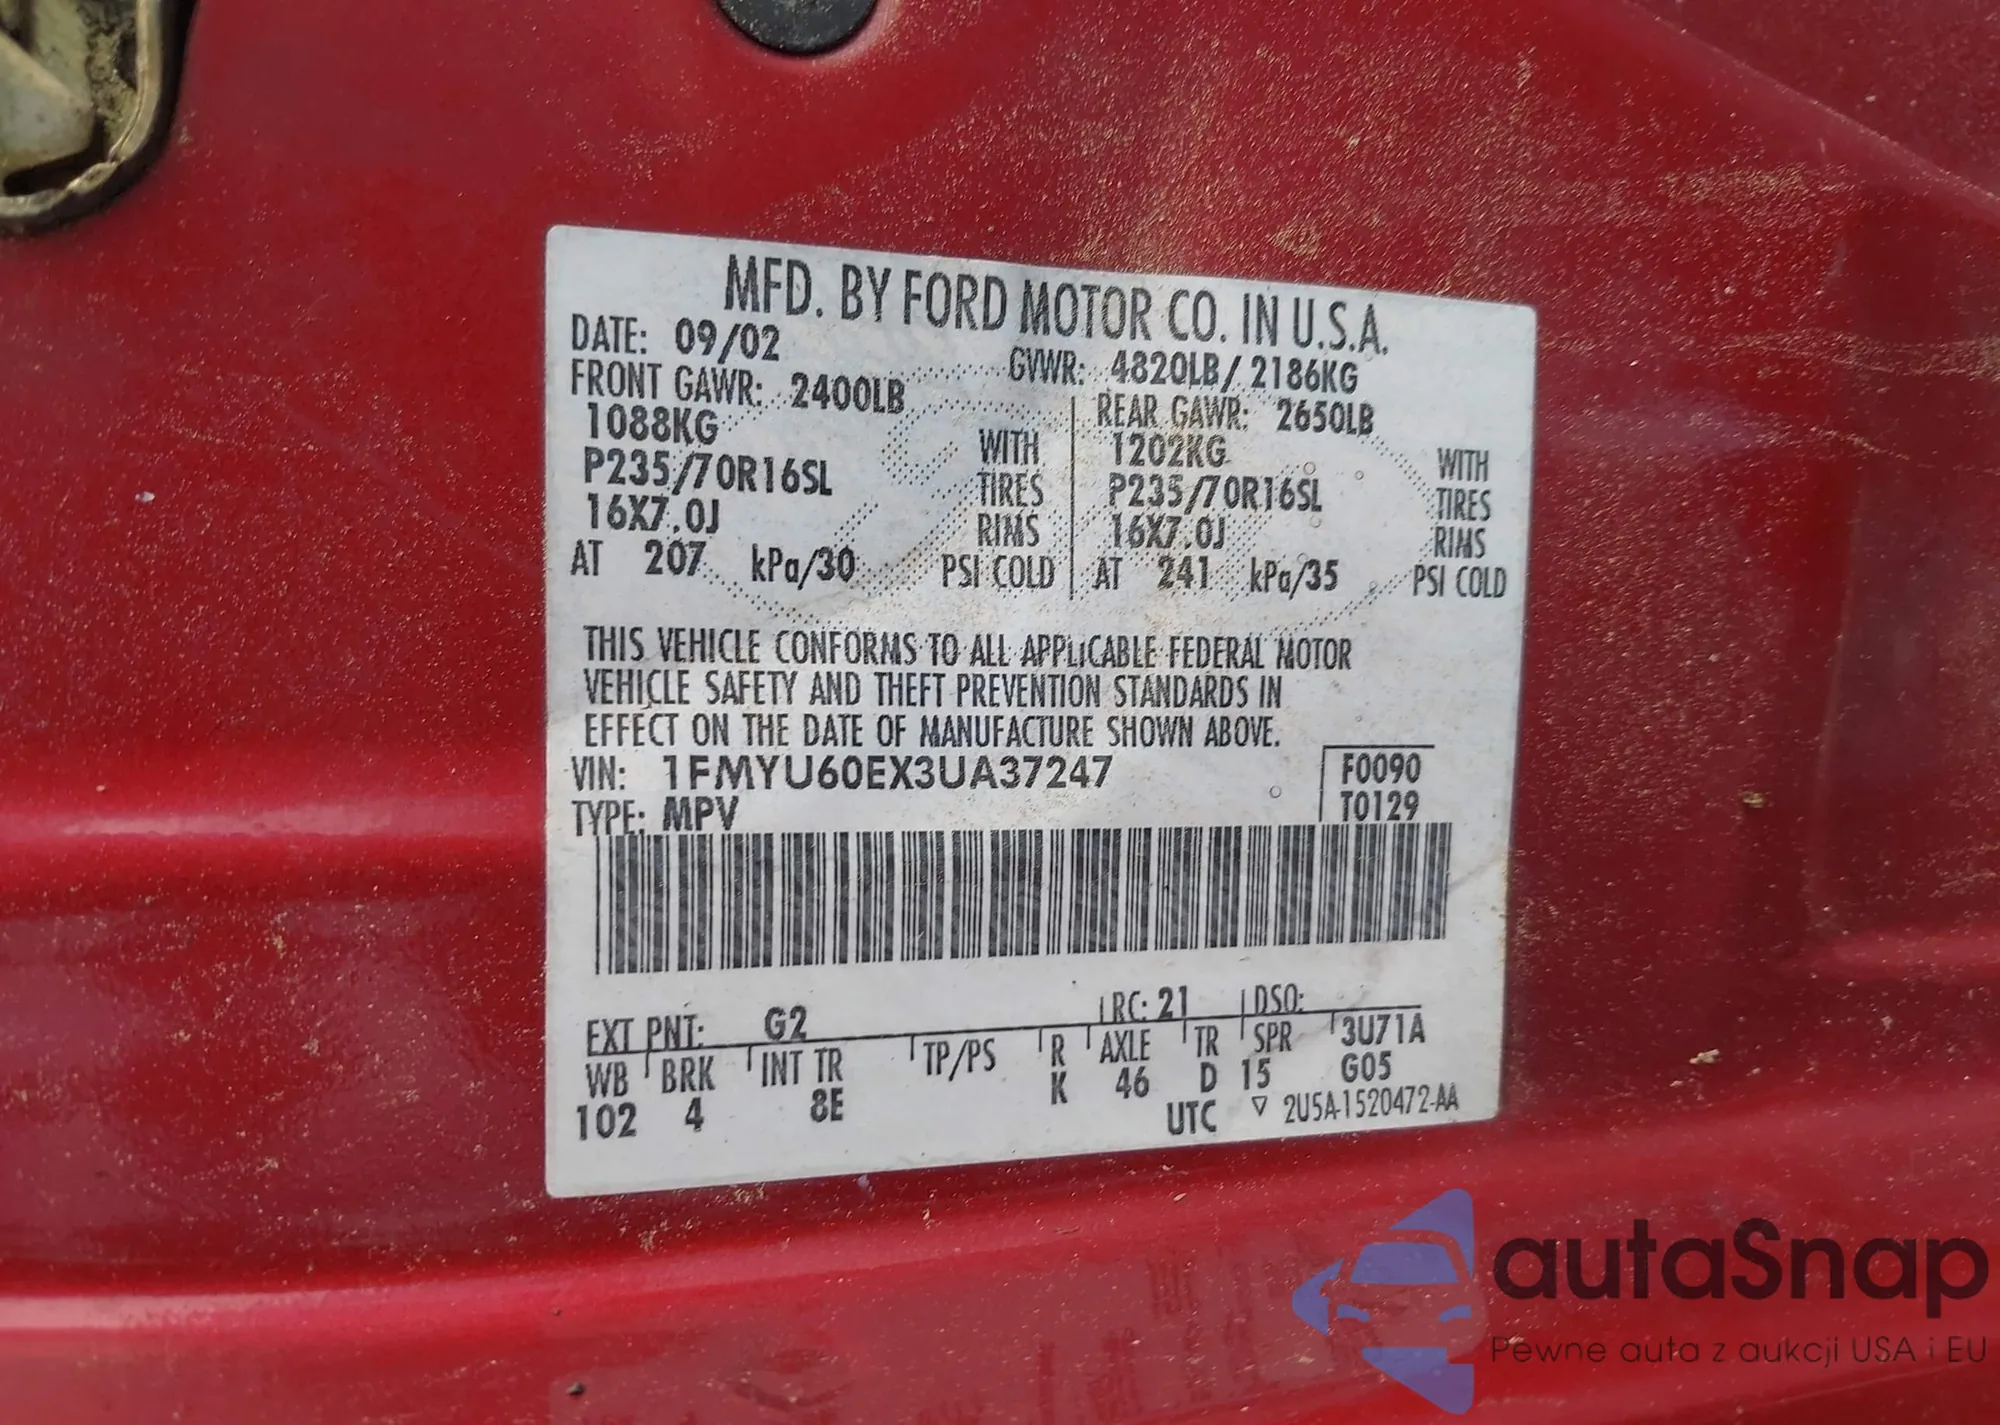 MFD. BY FORD MOTOR CO. IN U.S.A.
DATE: 09/02 GVWR: 4820LB/ 2186KG
FRONT GAWR: 2400LB REAR GAWR: 2650LB
1088KG WITH 1202KG WITH
P235/70R16SL TIRES P235/70R16SL TIRES
16X7.0J RIMS 16X7.0J RIMS
AT 207 kPa/30 PSI COLD AT 241 kPa/35 PSI COLD
THIS VEHICLE CONFORMS TO ALL APPLICABLE FEDERAL MOTOR
VEHICLE SAFETY AND THEFT PREVENTION STANDARDS IN
EFFECT ON THE DATE OF MANUFACTURE SHOWN ABOVE.
VIN: 1FMYU60EX3UA37247 F0090
TYPE: MPV T0129
EXT PNT: G2 RC: 21 DSO:
WB BRK INT TR TP/PS R AXLE TR SPR 3U71A
102 4 8E K 46 D 15 G05
UTC ▽ 2U5A-1520472-AA
autaSnap
Pewne auta z aukcji USA i EU